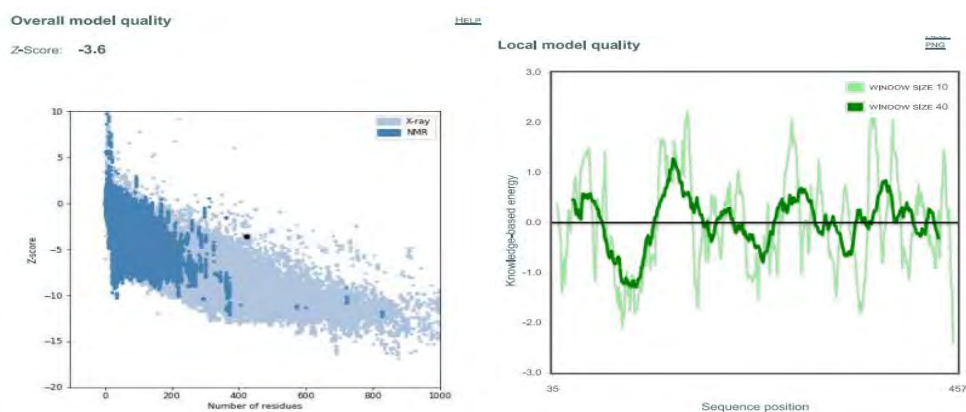 Overall model quality
HELP
Z-Score: -3.6
10
5
0
−5
−10
−15
−20
Z-score
X-ray
NMR
0
200
400
600
800
1000
Number of residues
Local model quality
PNG
3.0
2.0
1.0
0.0
-1.0
-2.0
-3.0
Knowledge-based energy
WINDOW SIZE 10
WINDOW SIZE 40
35
457
Sequence position